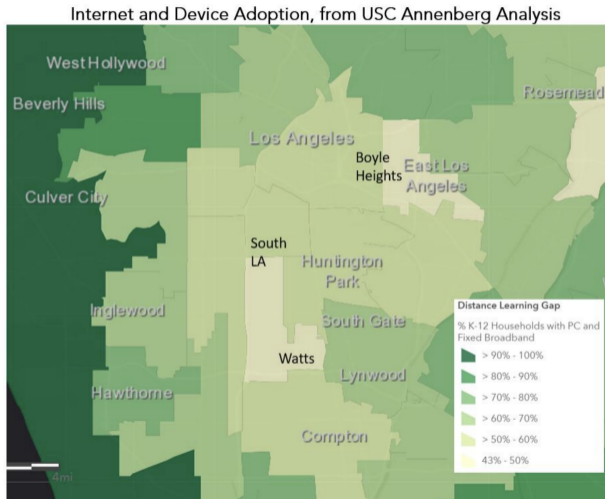 Internet and Device Adoption, from USC Annenberg Analysis
West Hollywood
Rosemead
Beverly Hills
Los Angeles
Boyle
Heights
East Los
Angeles
Culver City
South
LA
Huntington
Park
Inglewood
South Gate
Watts
Lynwood
Hawthorne
Compton
4mi
Distance Learning Gap
% K-12 Households with PC and
Fixed Broadband
> 90% - 100%
> 80% - 90%
> 70% - 80%
> 60% - 70%
> 50% - 60%
43% - 50%